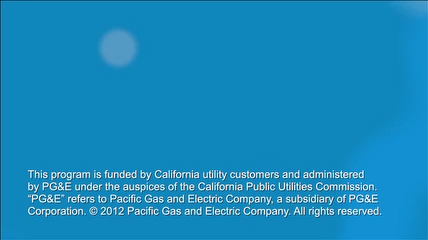 This program is funded by California utility customers and administered
by PG&E under the auspices of the California Public Utilities Commission.
“PG&E” refers to Pacific Gas and Electric Company, a subsidiary of PG&E
Corporation. © 2012 Pacific Gas and Electric Company. All rights reserved.